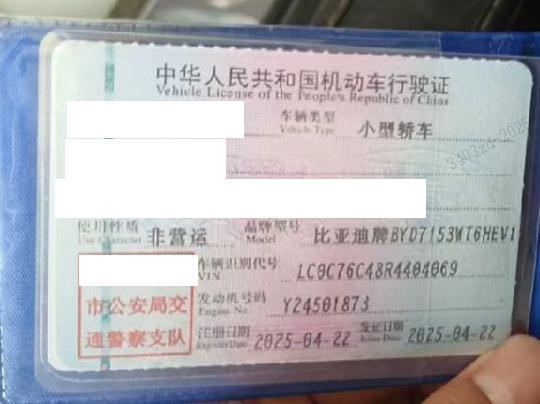 中华人民共和国机动车行驶证
Vehicle License of the People's Republic of China
车辆类型 小型轿车
Vehicle Type
使用性质 非营运 品牌型号 比亚迪牌BYD7153WT6HEV1
Use Character Model
车辆识别代号 LC0C76C48R4404069
VIN
市公安局交
通警察支队
发动机号码 Y24501873
Engine No.
注册日期 2025-04-22 发证日期 2025-04-22
Register Date Issue Date